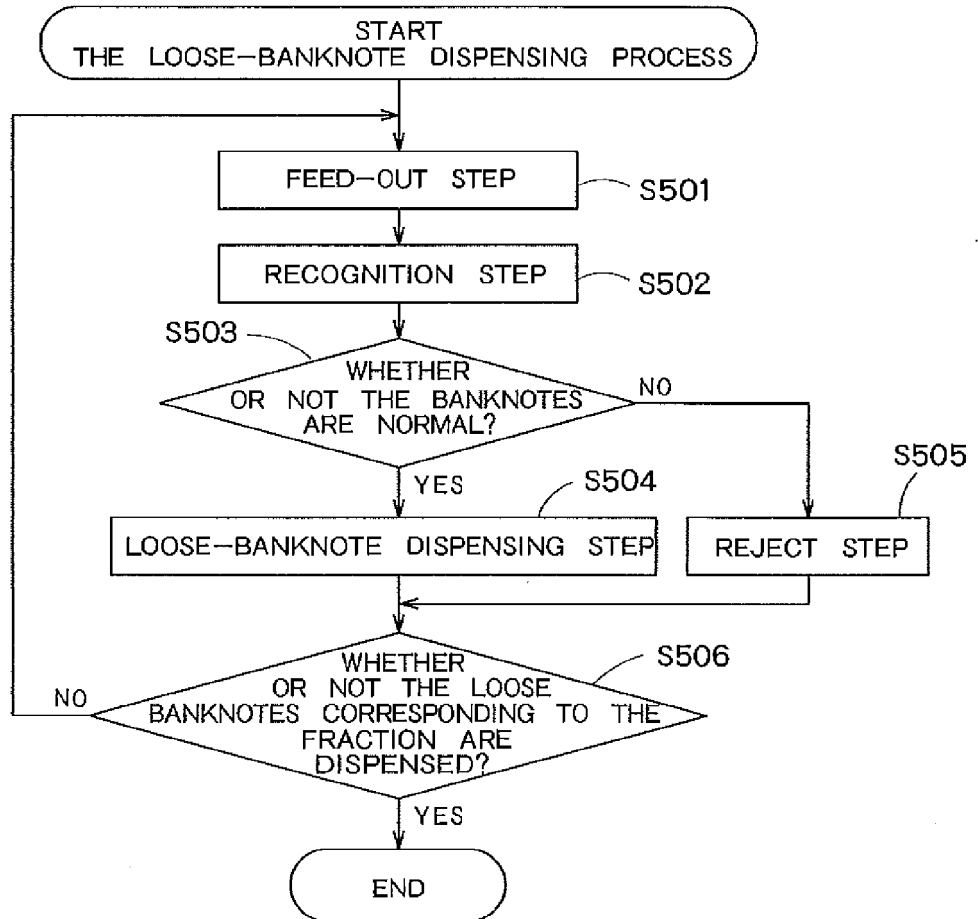 START
THE LOOSE-BANKNOTE DISPENSING PROCESS
FEED-OUT STEP
S501
RECOGNITION STEP
S502
S503
WHETHER
OR NOT THE BANKNOTES
ARE NORMAL?
NO
YES
S504
S505
LOOSE-BANKNOTE DISPENSING STEP
REJECT STEP
S506
WHETHER
OR NOT THE LOOSE
BANKNOTES CORRESPONDING TO THE
FRACTION ARE
DISPENSED?
NO
YES
END